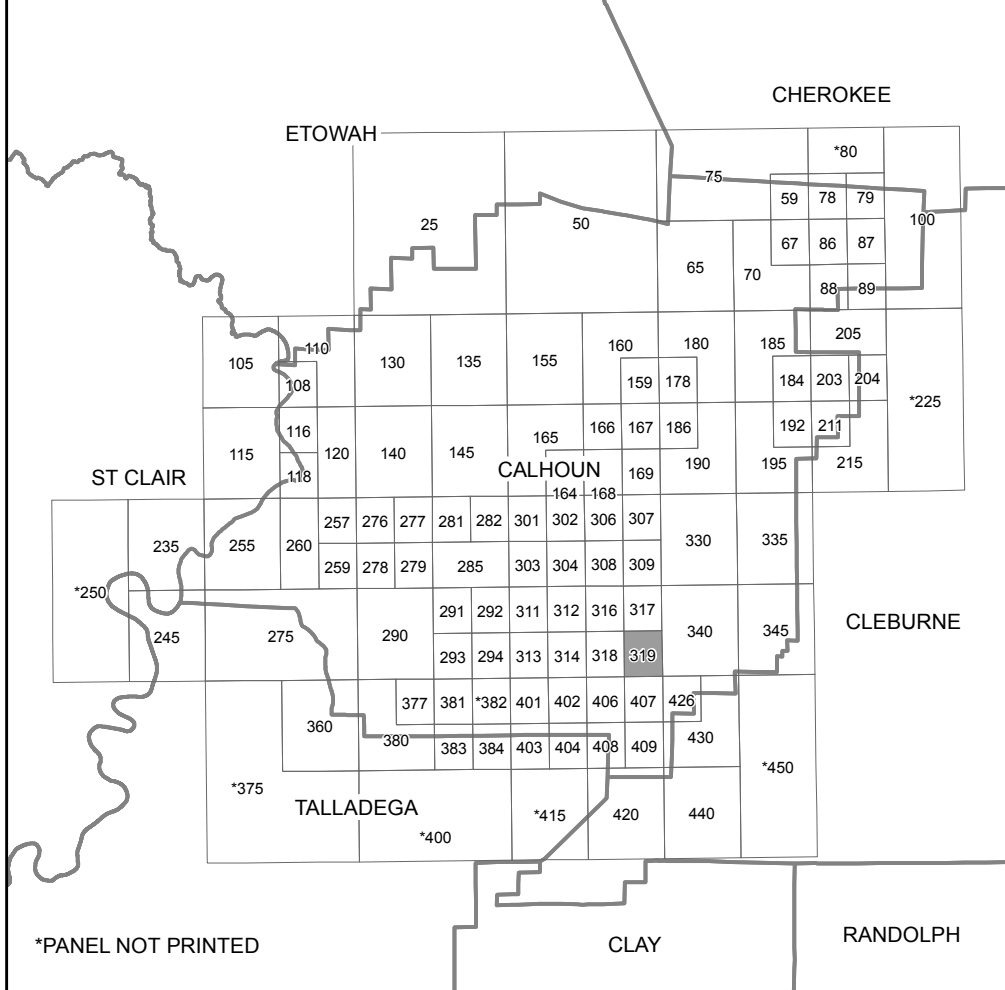 CHEROKEE
ETOWAH
*80
75
59 78 79
25 50 100
67 86 87
65 70
88 89
110 160 180 185 205
105 130 135 155
108 159 178 184 203 204
*225
116 166 167 186 192 211
115 120 140 145 165
190 195 215
ST CLAIR 118 CALHOUN 169
164 168
257 276 277 281 282 301 302 306 307
235 255 260 330 335
259 278 279 285 303 304 308 309
*250
291 292 311 312 316 317
245 275 290 340 345 CLEBURNE
293 294 313 314 318 319
377 381 *382 401 402 406 407 426
360 380 430
383 384 403 404 408 409
*375 *450
TALLADEGA *415 420 440
*400
*PANEL NOT PRINTED CLAY RANDOLPH